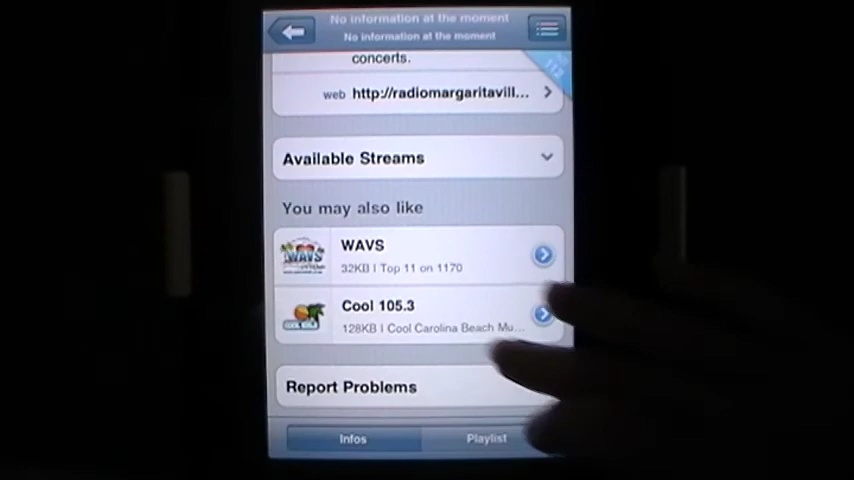 No information at the moment
No information at the moment
concerts.
112
web http://radiomargaritavill...
Available Streams
You may also like
WAVS
WAVS
32KB | Top 11 on 1170
Cool 105.3
128KB | Cool Carolina Beach Mu...
Report Problems
Infos
Playlist